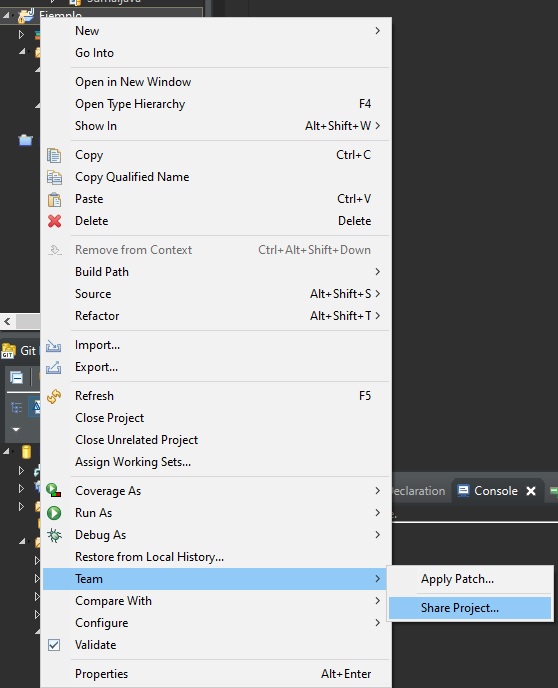 Suma.java
Ejemplo
New
Go Into
Open in New Window
Open Type Hierarchy F4
Show In Alt+Shift+W
Copy Ctrl+C
Copy Qualified Name
Paste Ctrl+V
Delete Delete
Remove from Context Ctrl+Alt+Shift+Down
Build Path
Source Alt+Shift+S
Refactor Alt+Shift+T
Import...
Git
Export...
Refresh F5
Close Project
Close Unrelated Project
Assign Working Sets...
Coverage As
Declaration Console
Run As
Debug As
Restore from Local History...
Team
Apply Patch...
Compare With
Share Project...
Configure
Validate
Properties Alt+Enter